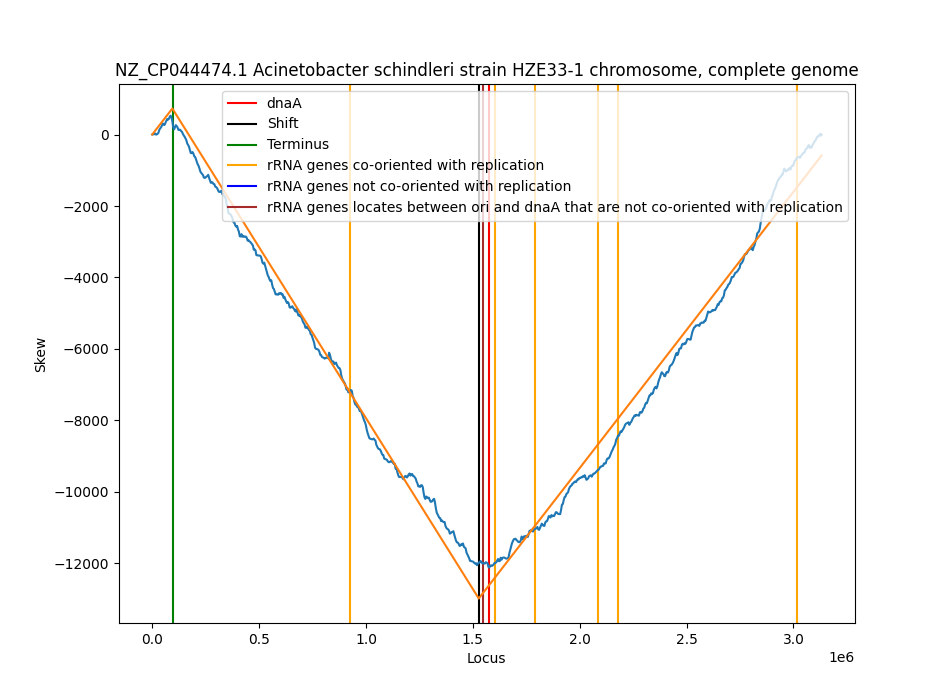 NZ_CP044474.1 Acinetobacter schindleri strain HZE33-1 chromosome, complete genome
dnaA
Shift
Terminus
rRNA genes co-oriented with replication
rRNA genes not co-oriented with replication
rRNA genes locates between ori and dnaA that are not co-oriented with replication
0
−2000
−4000
−6000
−8000
−10000
−12000
Skew
0.0 0.5 1.0 1.5 2.0 2.5 3.0
1e6
Locus